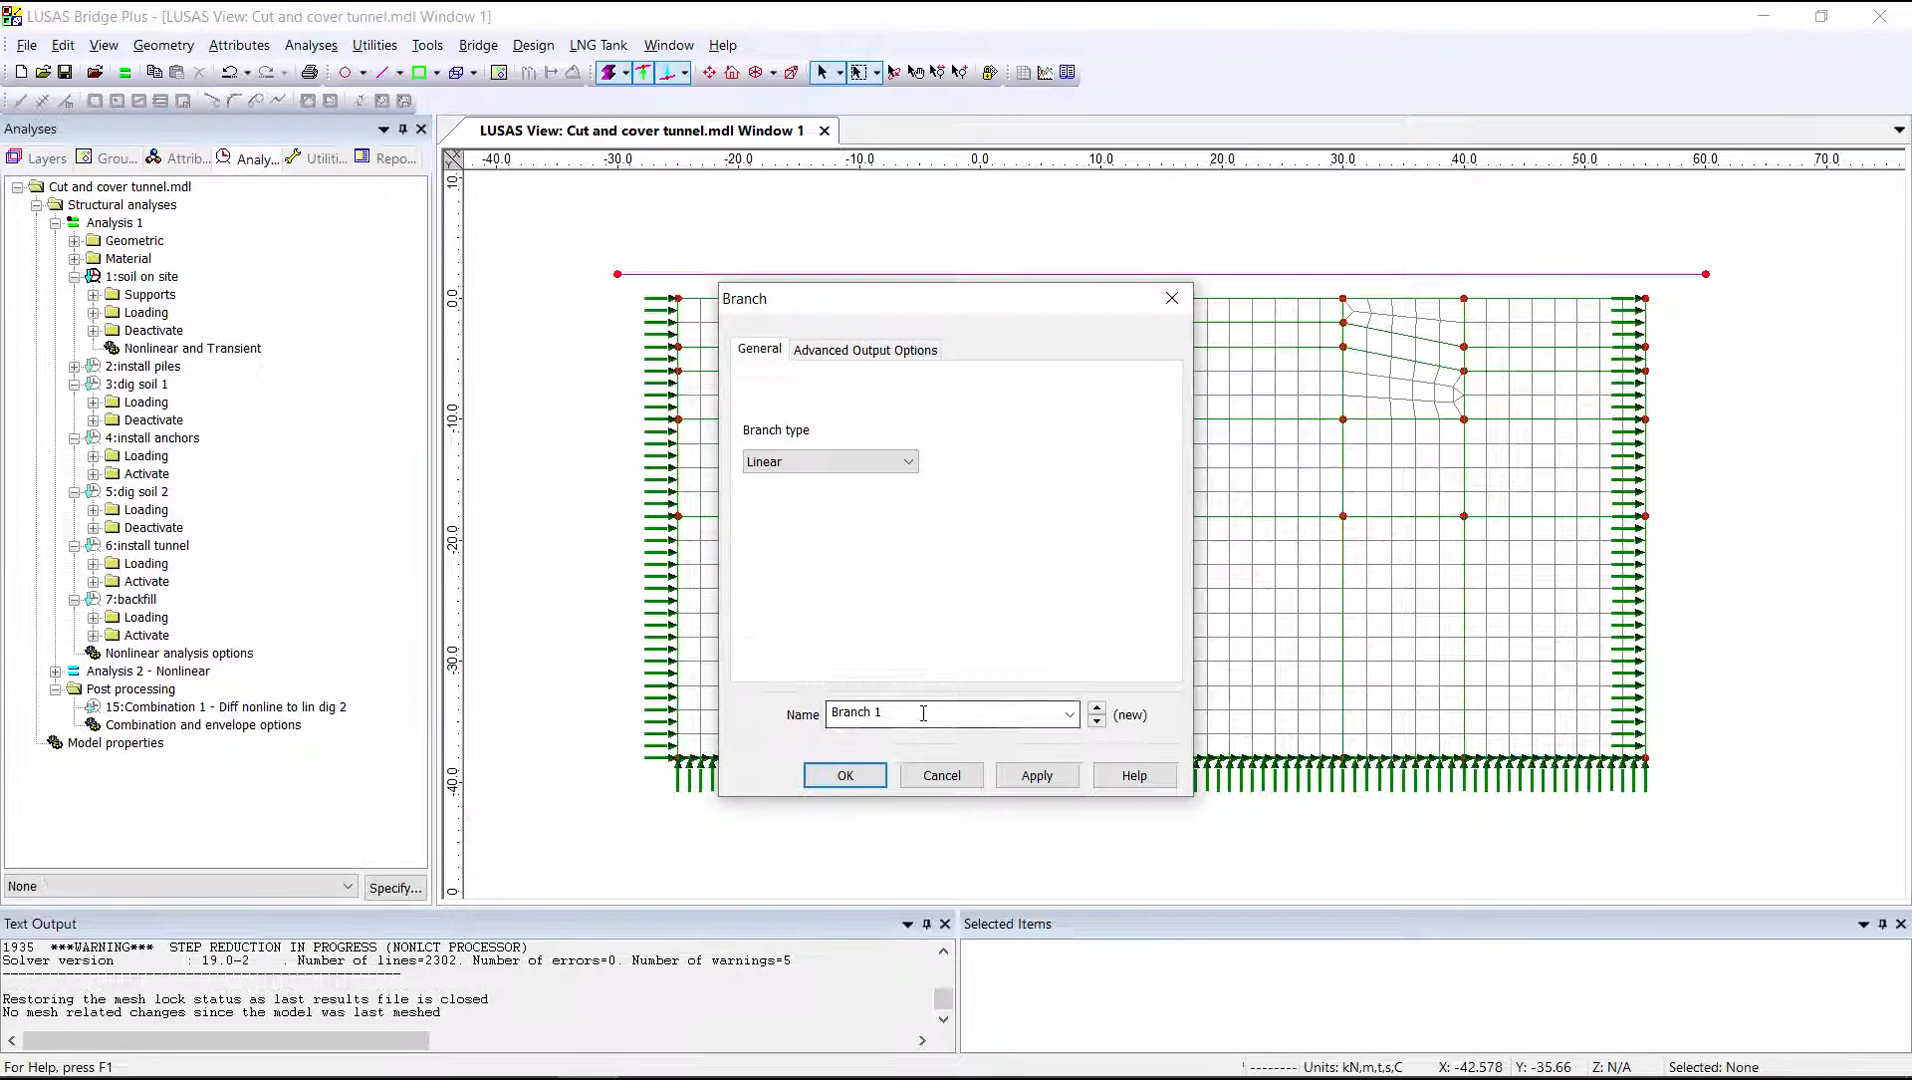 LUSAS Bridge Plus - [LUSAS View: Cut and cover tunnel.mdl Window 1]
File Edit View Geometry Attributes Analyses Utilities Tools Bridge Design LNG Tank Window Help
Analyses
LUSAS View: Cut and cover tunnel.mdl Window 1
Layers Grou... Attrib... Analy... Utiliti... Repo...
-40.0 -30.0 -20.0 -10.0 0.0 10.0 20.0 30.0 40.0 50.0 60.0 70.0
Cut and cover tunnel.mdl
Structural analyses
Analysis 1
Geometric
Material
1:soil on site
Supports
Loading
Deactivate
Nonlinear and Transient
2:install piles
3:dig soil 1
Loading
Deactivate
4:install anchors
Loading
Activate
5:dig soil 2
Loading
Deactivate
6:install tunnel
Loading
Activate
7:backfill
Loading
Activate
Nonlinear analysis options
Analysis 2 - Nonlinear
Post processing
15:Combination 1 - Diff nonline to lin dig 2
Combination and envelope options
Model properties
None
Specify...
0.0
-10.0
-20.0
-30.0
-40.0
Branch
General Advanced Output Options
Branch type
Linear
Name Branch 1 (new)
OK Cancel Apply Help
Text Output
1935 ***WARNING*** STEP REDUCTION IN PROGRESS (NONLCT PROCESSOR)
Solver version : 19.0-2 . Number of lines=2302. Number of errors=0. Number of warnings=5
Restoring the mesh lock status as last results file is closed
No mesh related changes since the model was last meshed
Selected Items
For Help, press F1
Units: kN,m,t,s,C X: -42.578 Y: -35.66 Z: N/A Selected: None